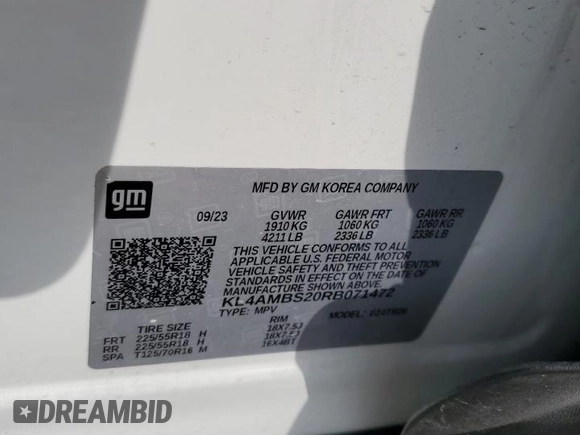 MFD BY GM KOREA COMPANY
gm
09/23 GVWR GAWR FRT GAWR RR
1910 KG 1060 KG 1060 KG
4211 LB 2336 LB 2336 LB
THIS VEHICLE CONFORMS TO ALL
APPLICABLE U.S. FEDERAL MOTOR
VEHICLE SAFETY AND THEFT
PREVENTION STANDARDS IN EFFECT
ON THE DATE OF MANUFACTURE
SHOWN ABOVE.
KL4AMBS20RB071472
TYPE: MPV MODEL:
TIRE SIZE RIM
FRT 225/55R18 H 18X7.5J
RR 225/55R18 H 18X7.5J
SPA T125/70R16 M 16X4BT
DREAMBID